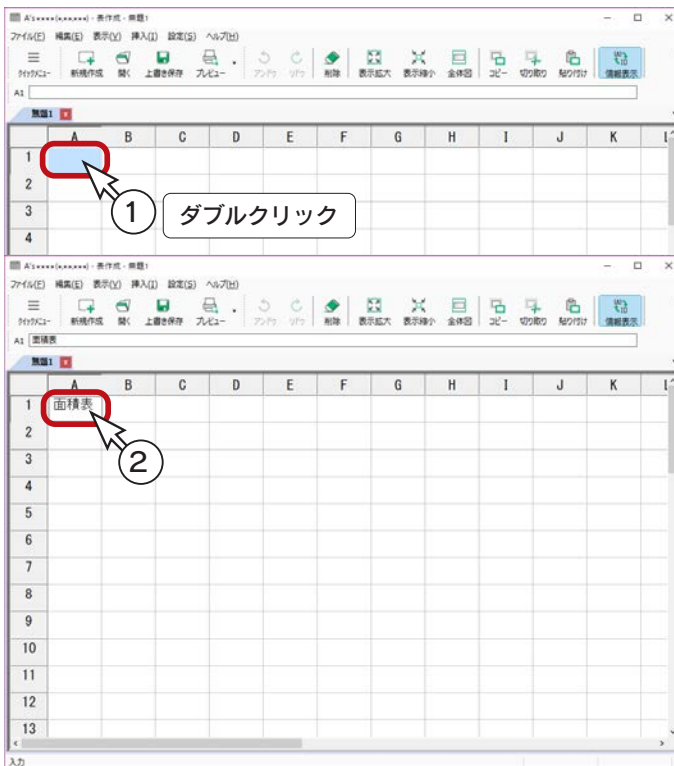 A's****(*.**.***) - 表作成 - 無題1
ファイル(F) 編集(E) 表示(V) 挿入(I) 設定(S) ヘルプ(H)
クイックメニュー 新規作成 開く 上書き保存 プレビュー アンドゥ リドゥ 削除 表示拡大 表示縮小 全体図 コピー 切り取り 貼り付け 情報表示
A1
無題1
A B C D E F G H I J K L
1
2
3
4
1 ダブルクリック
A's****(*.**.***) - 表作成 - 無題1
ファイル(F) 編集(E) 表示(V) 挿入(I) 設定(S) ヘルプ(H)
クイックメニュー 新規作成 開く 上書き保存 プレビュー アンドゥ リドゥ 削除 表示拡大 表示縮小 全体図 コピー 切り取り 貼り付け 情報表示
A1 面積表
無題1
A B C D E F G H I J K L
1 面積表
2
2
3
4
5
6
7
8
9
10
11
12
13
入力